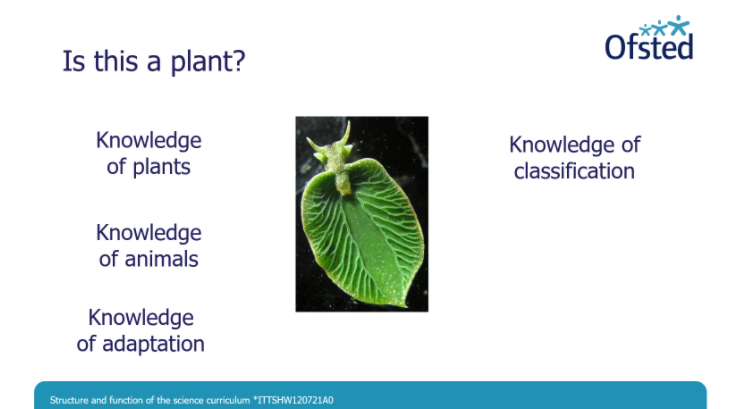 Is this a plant?
Ofsted
Knowledge
of plants
Knowledge
of animals
Knowledge
of adaptation
Knowledge of
classification
Structure and function of the science curriculum *ITTSHW120721A0